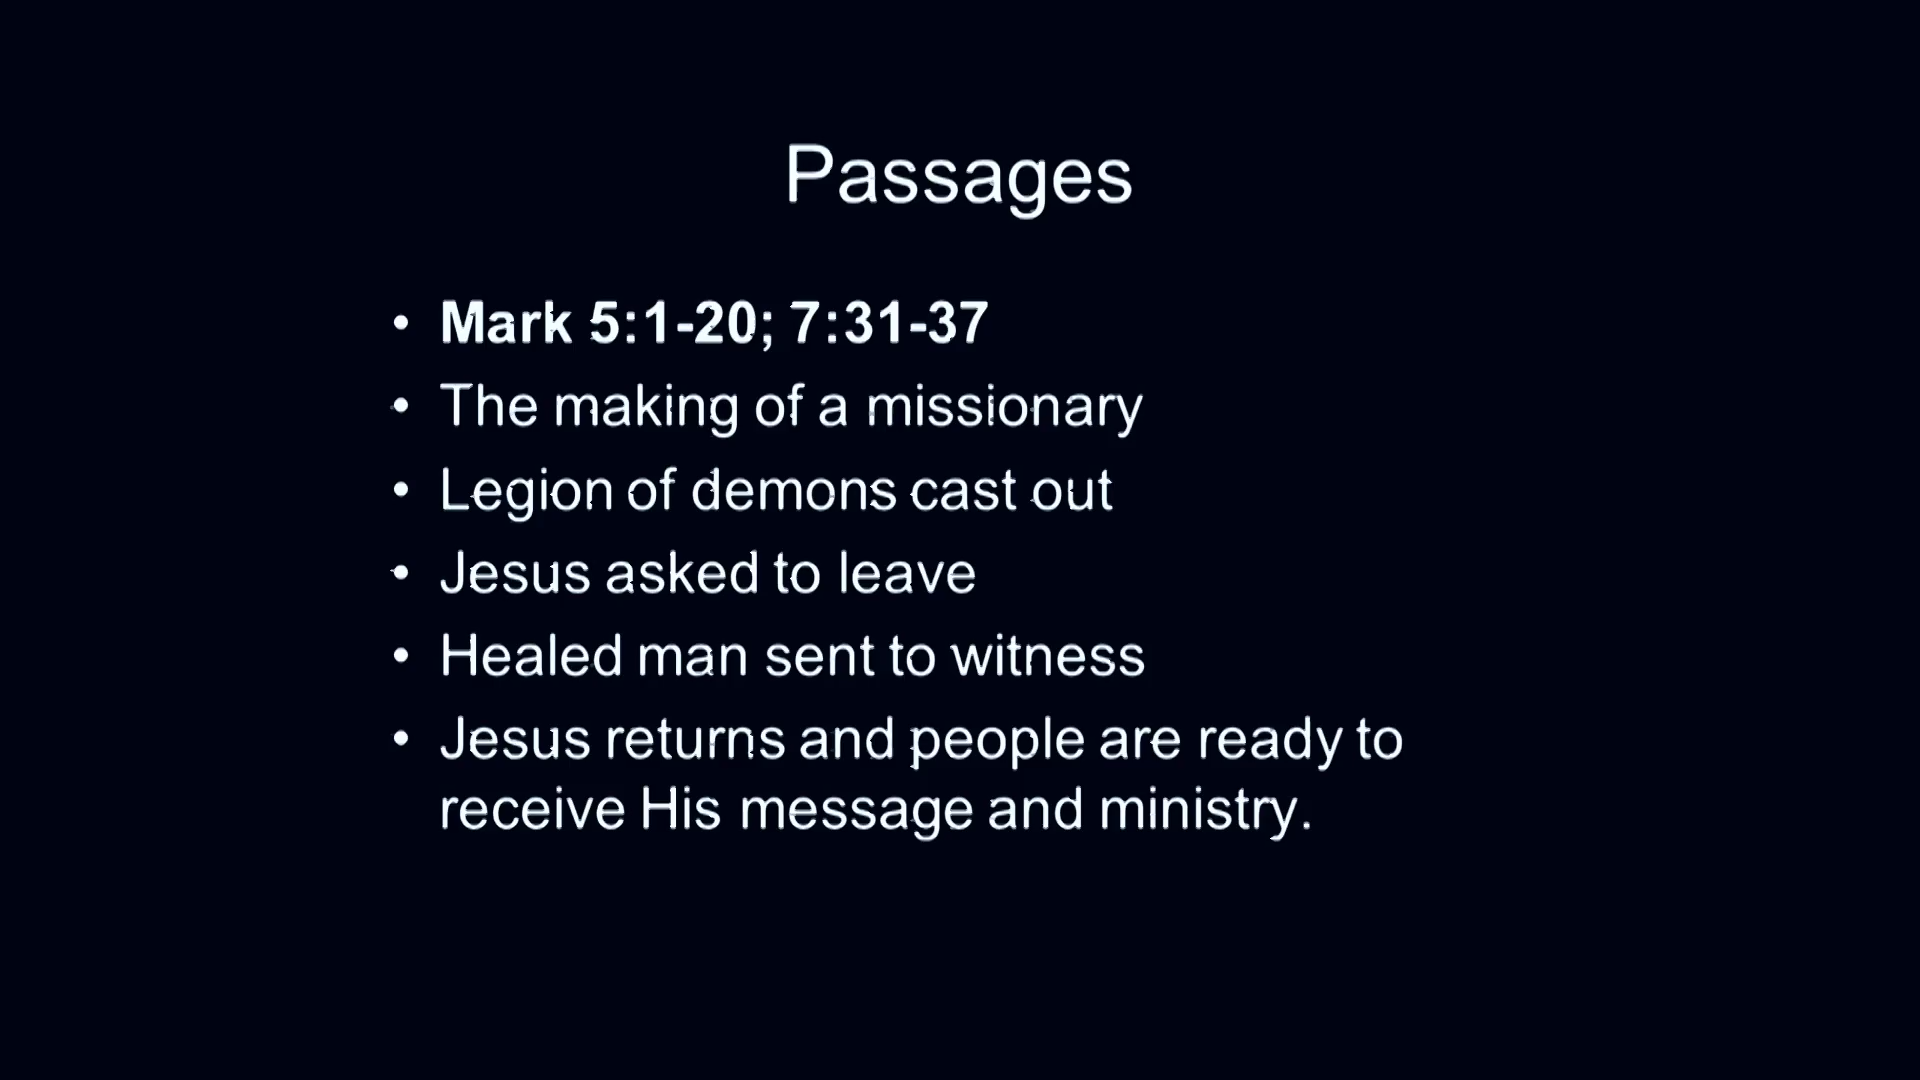 Passages
• Mark 5:1-20; 7:31-37
• The making of a missionary
• Legion of demons cast out
• Jesus asked to leave
• Healed man sent to witness
• Jesus returns and people are ready to
receive His message and ministry.